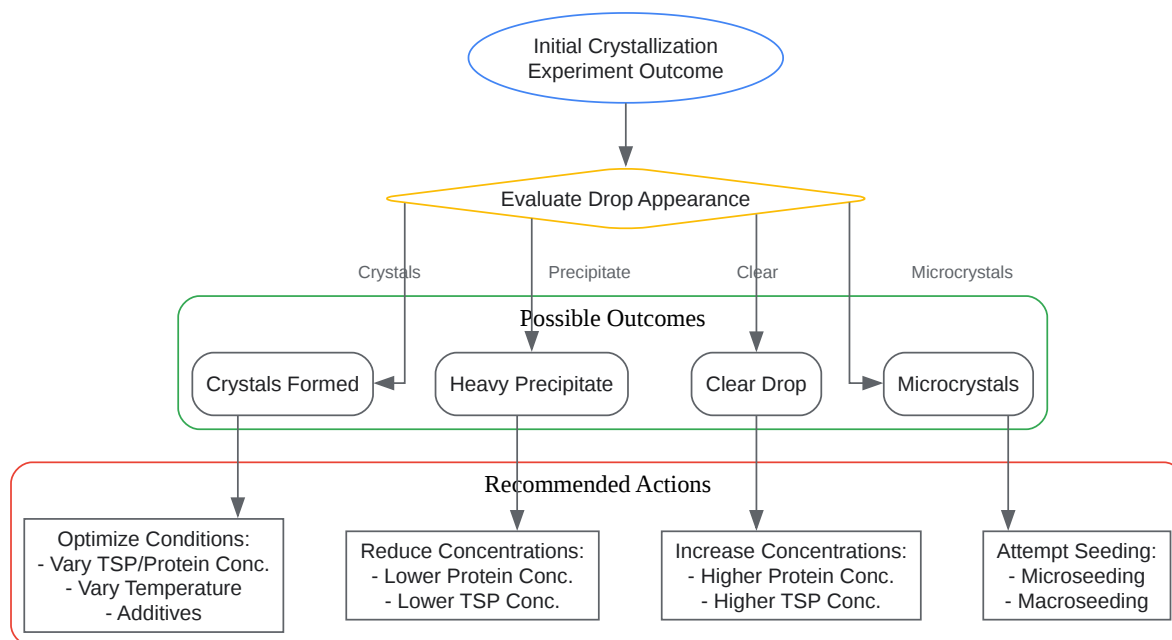 Initial Crystallization
Experiment Outcome
Evaluate Drop Appearance
Crystals
Precipitate
Clear
Microcrystals
Possible Outcomes
Crystals Formed
Heavy Precipitate
Clear Drop
Microcrystals
Recommended Actions
Optimize Conditions:
- Vary TSP/Protein Conc.
- Vary Temperature
- Additives
Reduce Concentrations:
- Lower Protein Conc.
- Lower TSP Conc.
Increase Concentrations:
- Higher Protein Conc.
- Higher TSP Conc.
Attempt Seeding:
- Microseeding
- Macroseeding